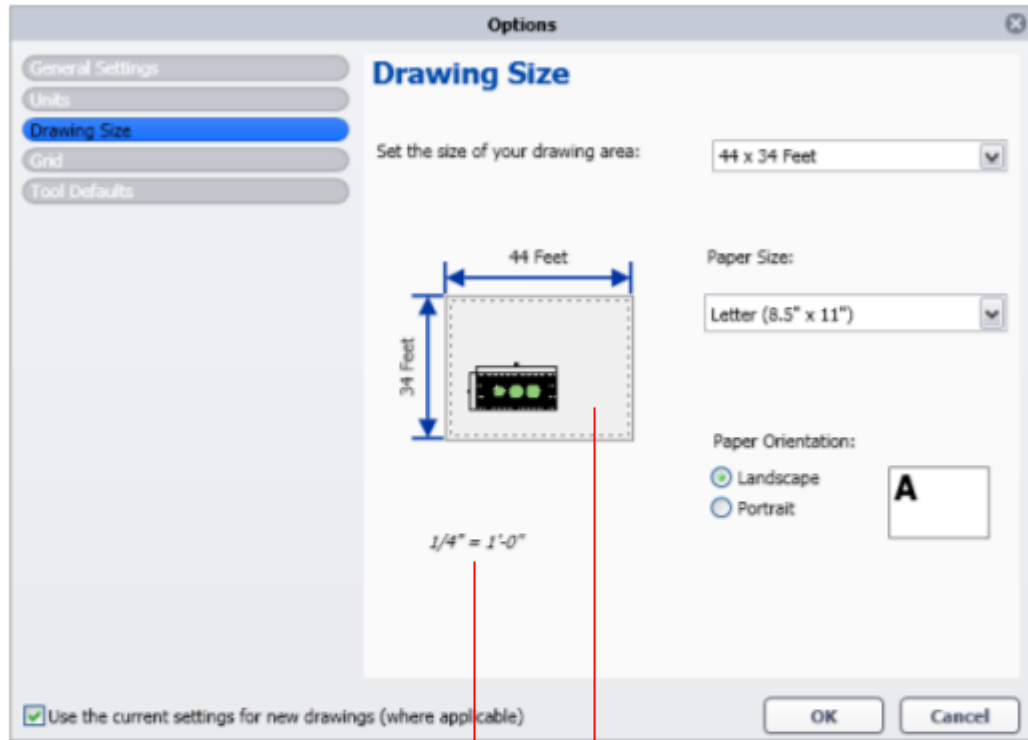 Options
General Settings
Units
Drawing Size
Grid
Tool Defaults
Drawing Size
Set the size of your drawing area:
44 x 34 Feet
44 Feet
34 Feet
1/4" = 1'-0"
Paper Size:
Letter (8.5" x 11")
Paper Orientation:
Landscape
Portrait
A
Use the current settings for new drawings (where applicable)
OK
Cancel